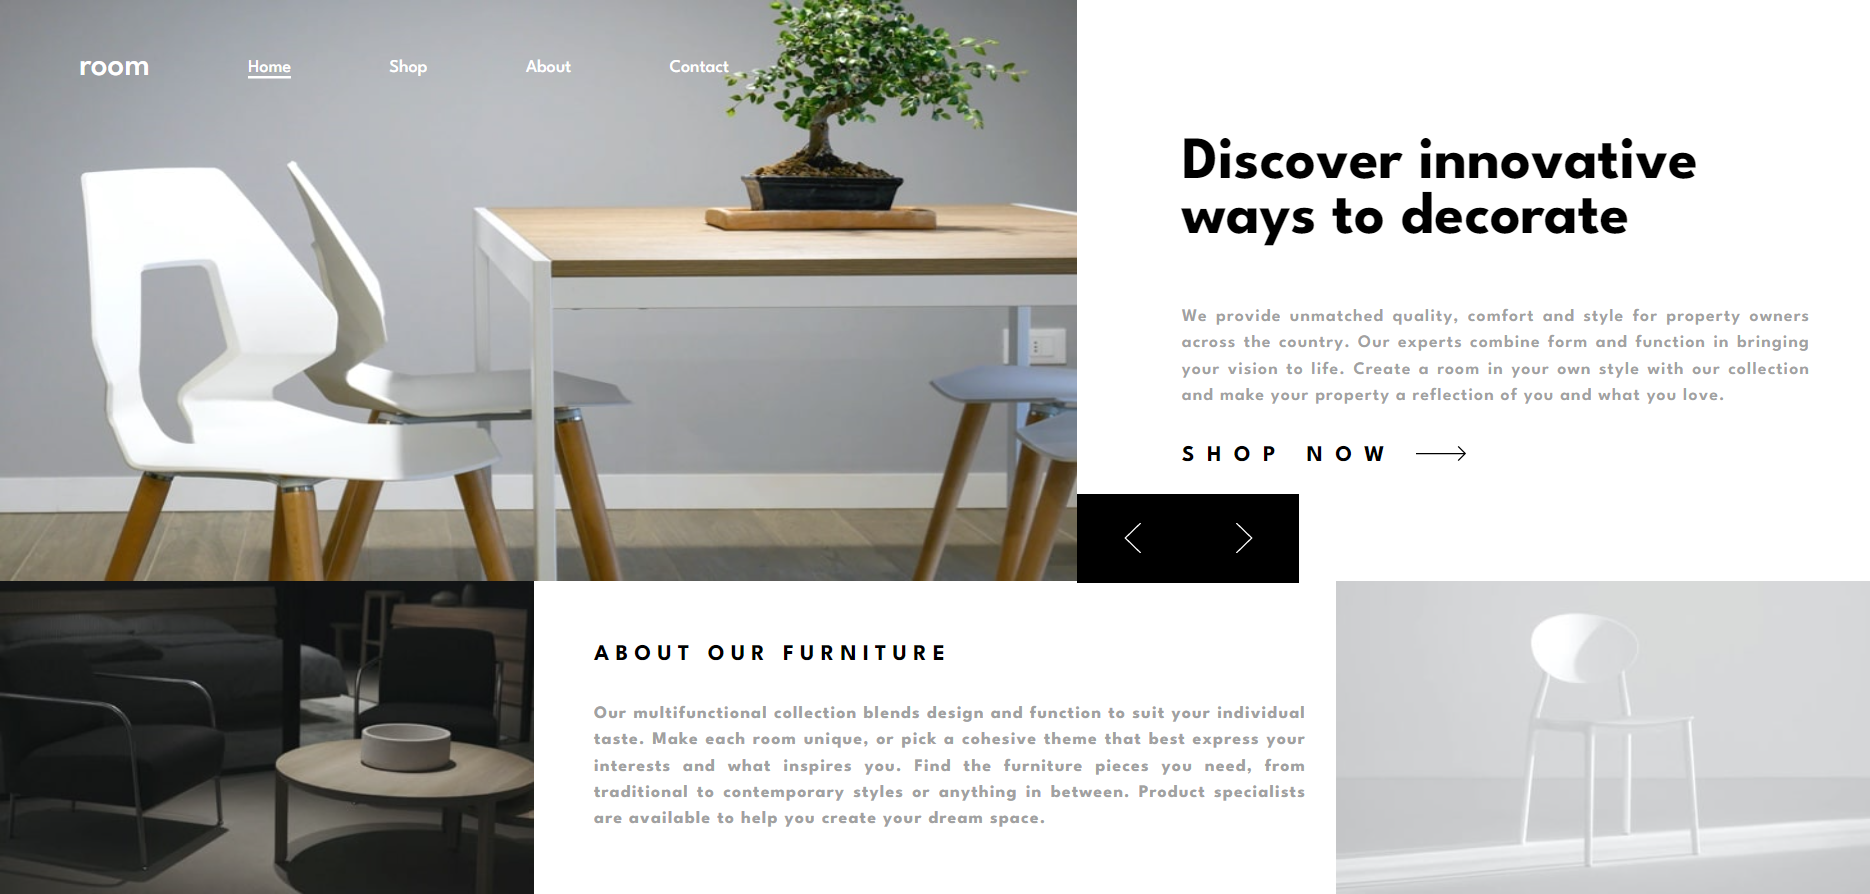 room
Home
Shop
About
Contact
Discover innovative
ways to decorate
We provide unmatched quality, comfort and style for property owners
across the country. Our experts combine form and function in bringing
your vision to life. Create a room in your own style with our collection
and make your property a reflection of you and what you love.
SHOP NOW
ABOUT OUR FURNITURE
Our multifunctional collection blends design and function to suit your individual
taste. Make each room unique, or pick a cohesive theme that best express your
interests and what inspires you. Find the furniture pieces you need, from
traditional to contemporary styles or anything in between. Product specialists
are available to help you create your dream space.